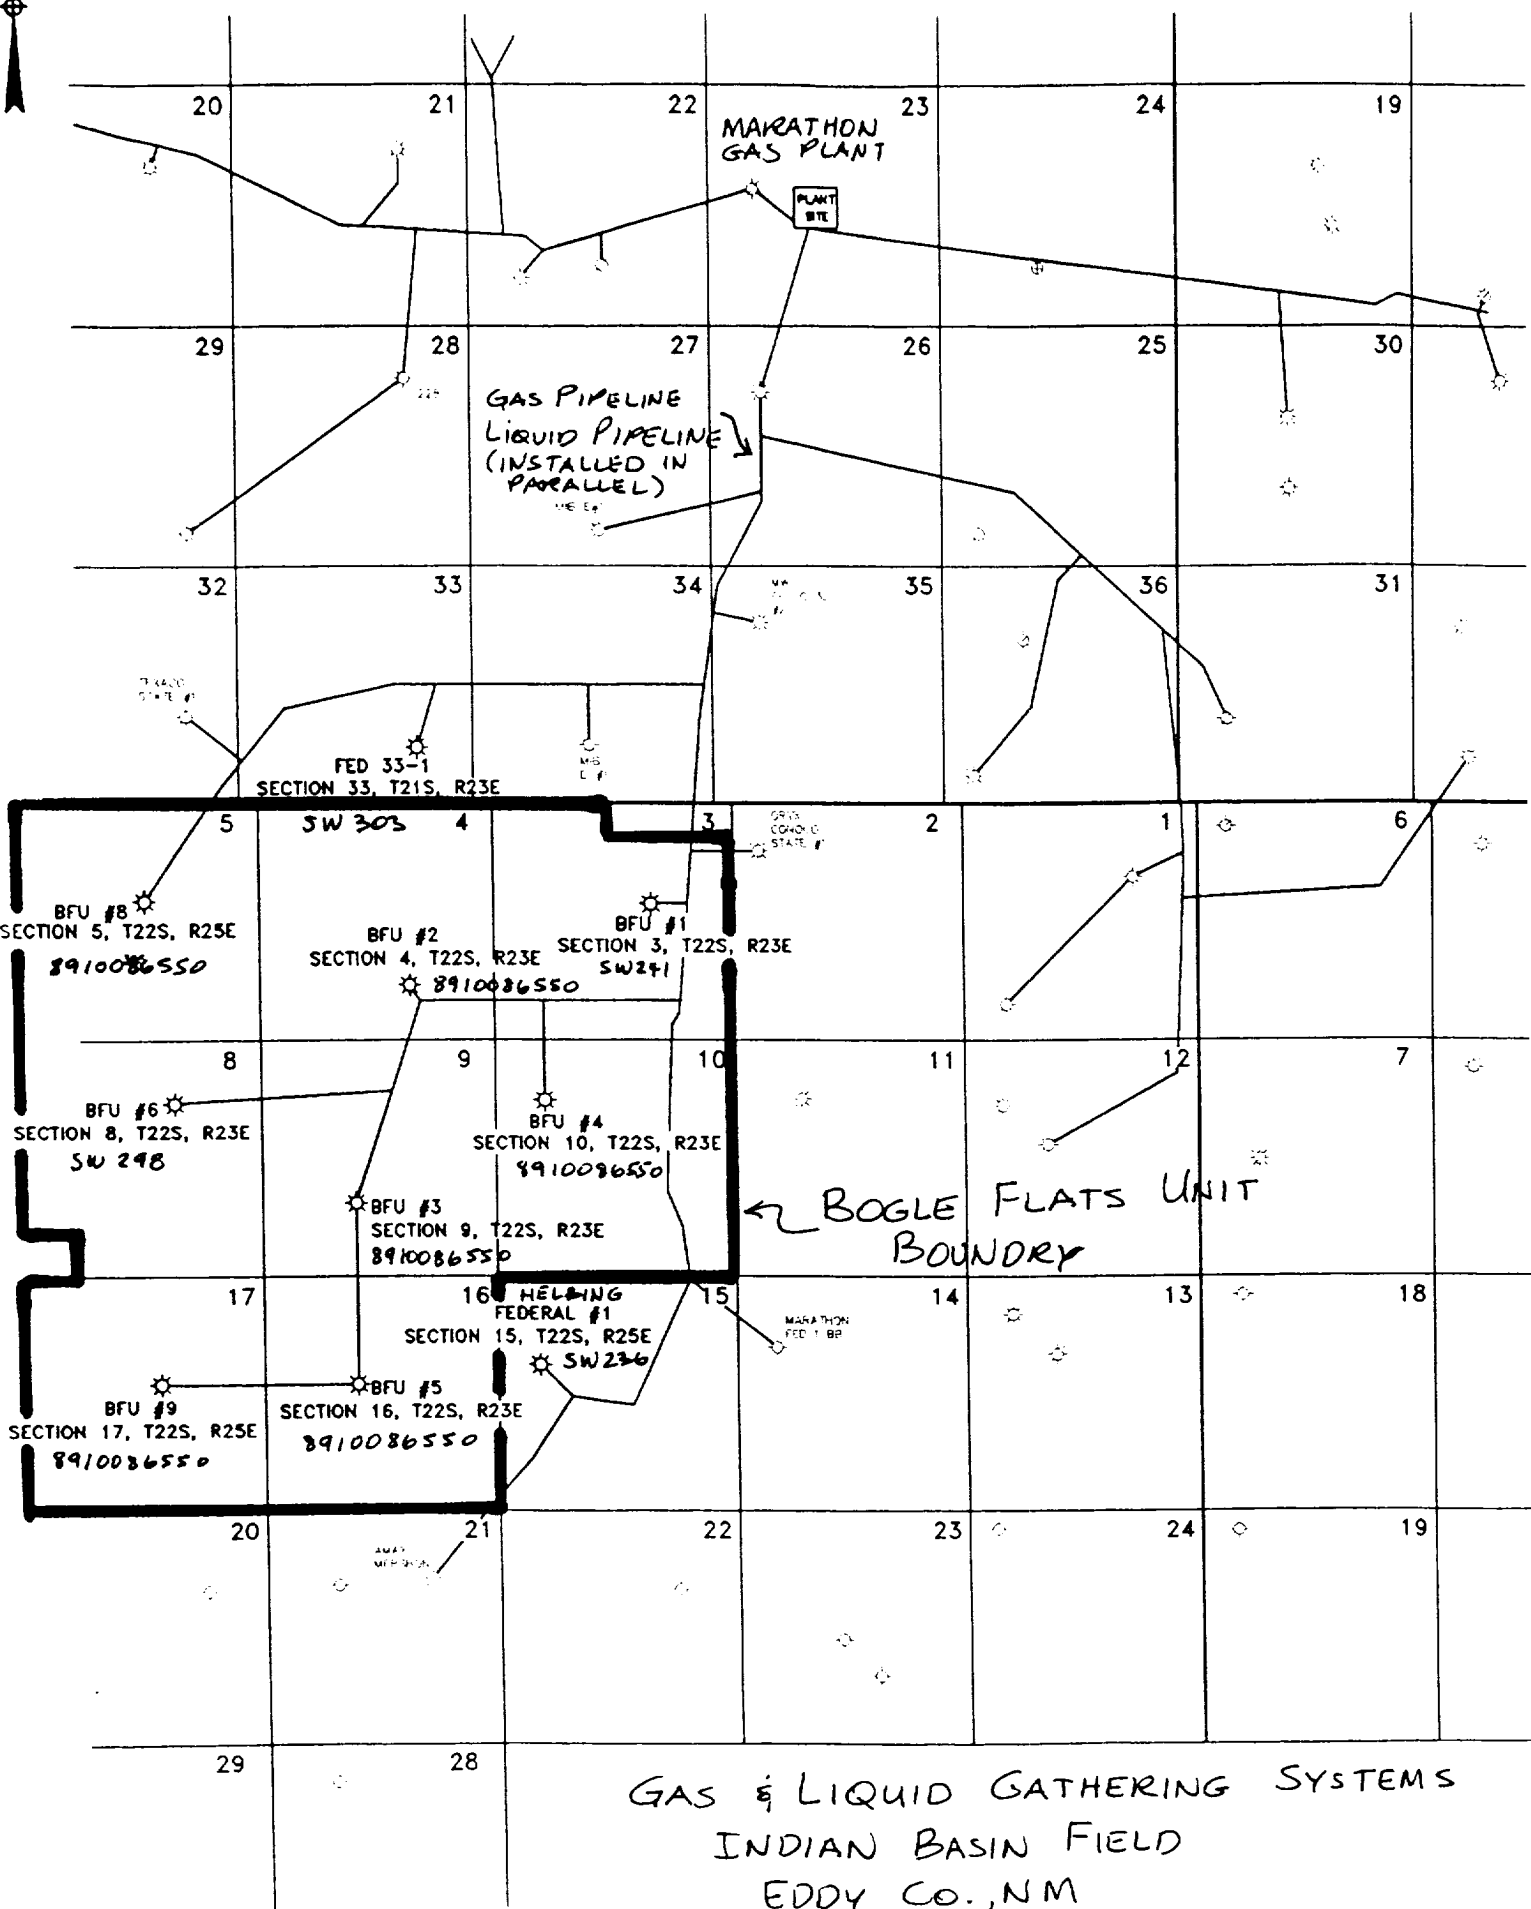 20 21 22 23 24 19
MARATHON
GAS PLANT
PLANT
SITE
29 28 27 26 25 30
GAS PIPELINE
LIQUID PIPELINE
(INSTALLED IN
PARALLEL)
32 33 34 35 36 31
TEXACO
STATE #1
FED 33-1
SECTION 33, T21S, R23E
SW 303
5 4 3 2 1 6
STATE #1
BFU #8
SECTION 5, T22S, R25E
8910086550
BFU #2
SECTION 4, T22S, R23E
8910086550
BFU #1
SECTION 3, T22S, R23E
SW241
8 9 10 11 12 7
BFU #6
SECTION 8, T22S, R23E
SW 298
BFU #4
SECTION 10, T22S, R23E
8910086550
BFU #3
SECTION 9, T22S, R23E
8910086550
BOGLE FLATS UNIT
BOUNDRY
17 16 15 14 13 18
HELBING
FEDERAL #1
SECTION 15, T22S, R25E
SW236
MARATHON
BFU #9
SECTION 17, T22S, R25E
8910086550
BFU #5
SECTION 16, T22S, R23E
8910086550
20 21 22 23 24 19
29 28
GAS & LIQUID GATHERING SYSTEMS
INDIAN BASIN FIELD
EDDY CO., NM